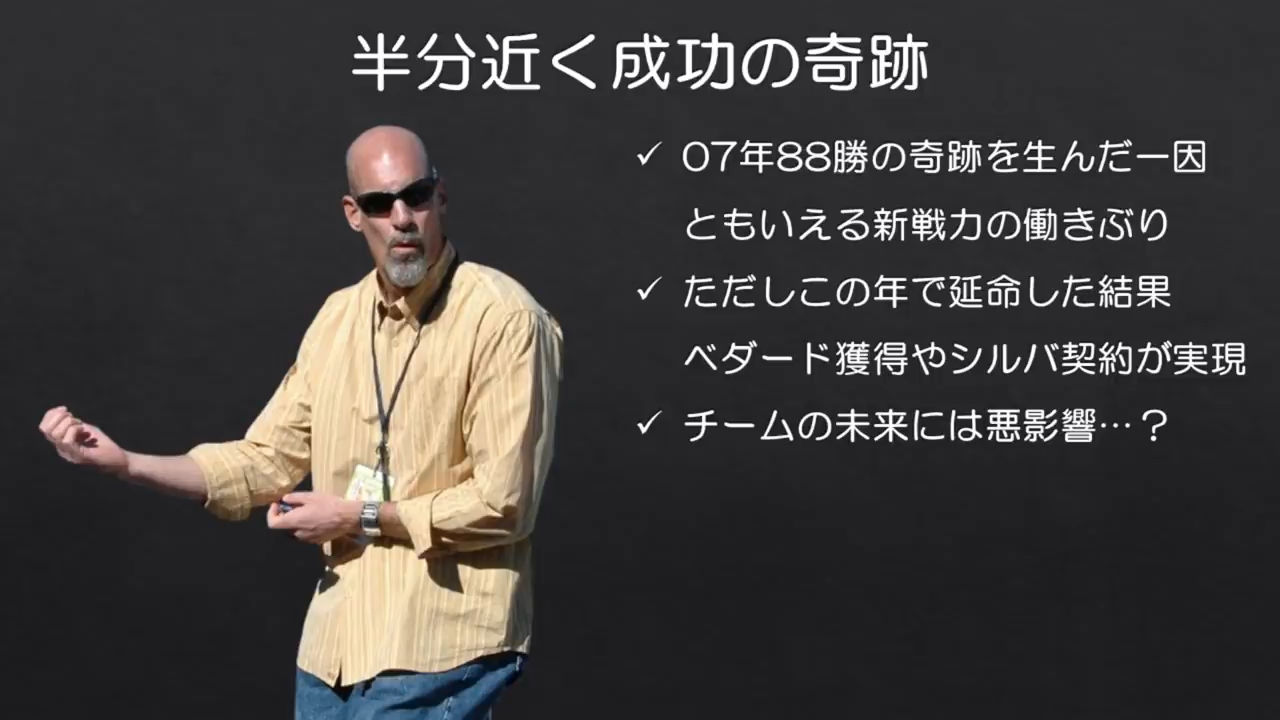 半分近く成功の奇跡
✓ 07年88勝の奇跡を生んだ一因
ともいえる新戦力の働きぶり
✓ ただしこの年で延命した結果
ベダード獲得やシルバ契約が実現
✓ チームの未来には悪影響…？